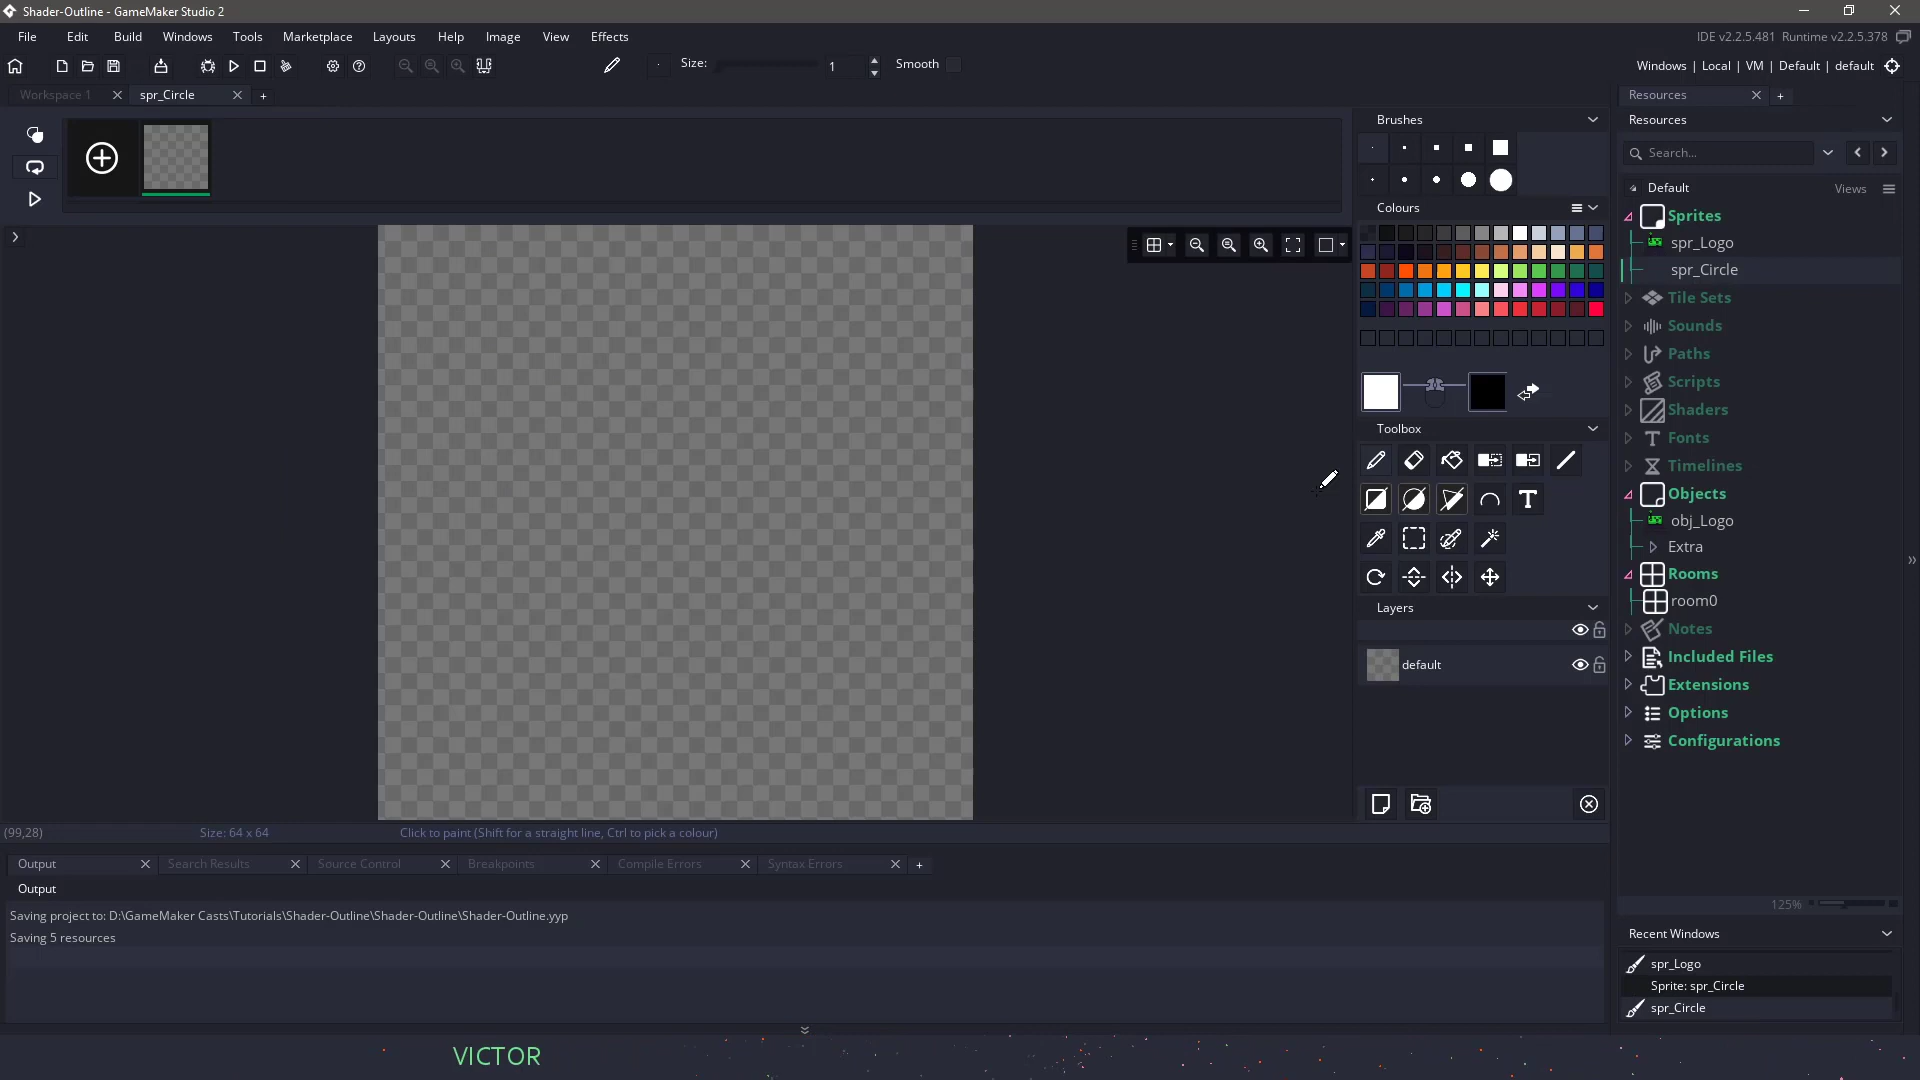 Shader-Outline - GameMaker Studio 2
File Edit Build Windows Tools Marketplace Layouts Help Image View Effects
IDE v2.2.5.481 Runtime v2.2.5.378
Size: 1 Smooth
Windows | Local | VM | Default | default
Workspace 1
spr_Circle
Resources
Brushes
Resources
Search...
Default
Views
Colours
Sprites
spr_Logo
spr_Circle
Tile Sets
Sounds
Paths
Scripts
Shaders
Toolbox
Fonts
Timelines
Objects
obj_Logo
Extra
Rooms
room0
Layers
Notes
default
Included Files
Extensions
Options
Configurations
(99,28)
Size: 64 x 64
Click to paint (Shift for a straight line, Ctrl to pick a colour)
Output
Search Results
Source Control
Breakpoints
Compile Errors
Syntax Errors
Output
Saving project to: D:\GameMaker Casts\Tutorials\Shader-Outline\Shader-Outline\Shader-Outline.yyp
Saving 5 resources
125%
Recent Windows
spr_Logo
Sprite: spr_Circle
spr_Circle
VICTOR